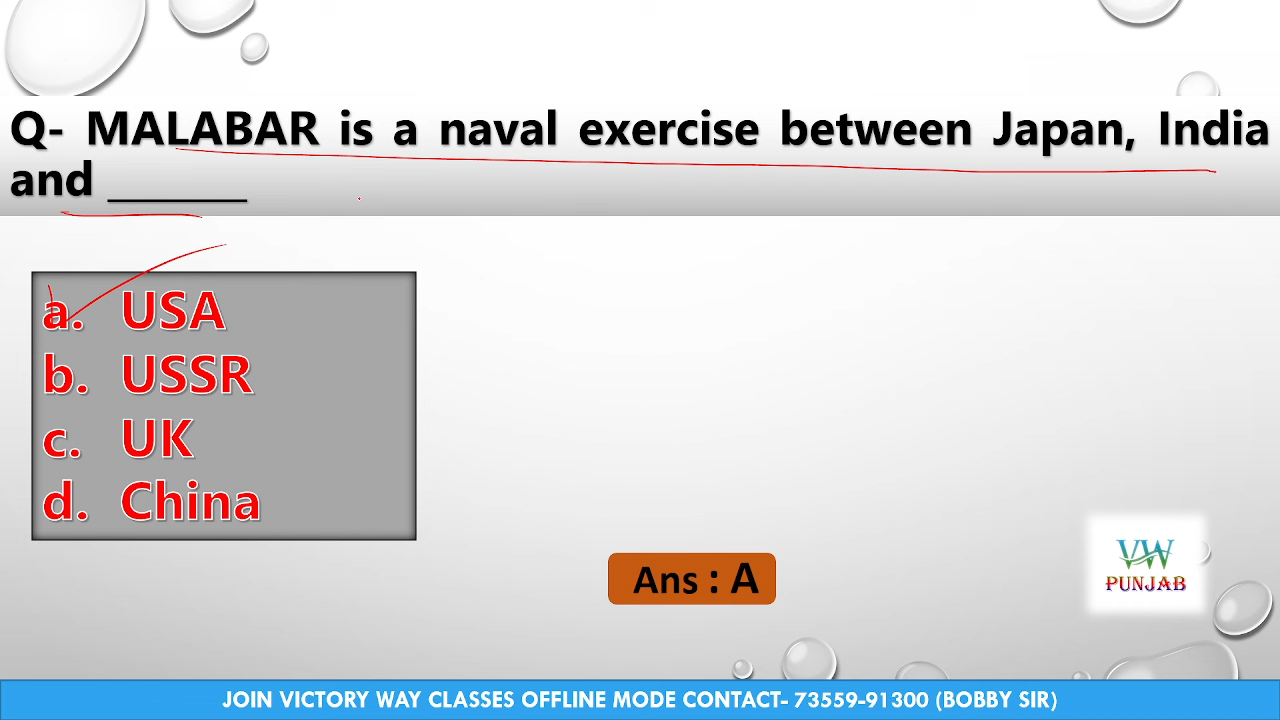 Q- MALABAR is a naval exercise between Japan, India
and _______
a. USA
b. USSR
c. UK
d. China
Ans : A
VW
PUNJAB
JOIN VICTORY WAY CLASSES OFFLINE MODE CONTACT- 73559-91300 (BOBBY SIR)